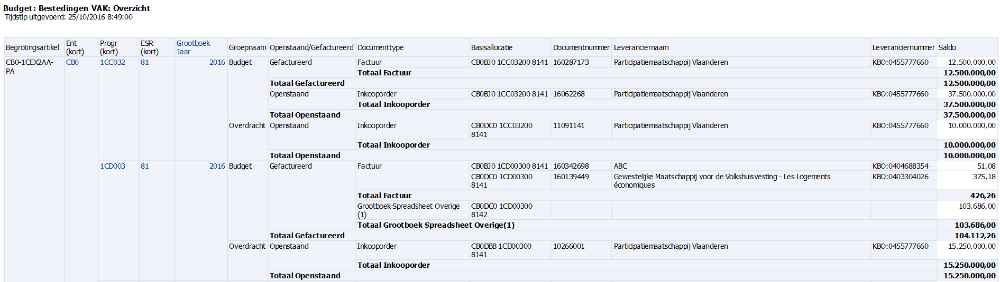 Budget: Bestedingen VAK: Overzicht
Tijdstip uitgevoerd: 25/10/2016 8:49:00
Begrotingsartikel Ent (kort) Progr (kort) ESR (kort) Grootboek Jaar Groepnaam Openstaand/Gefactureerd Documenttype Basisallocatie Documentnummer Leveranciernaam Leveranciernummer Saldo
CB0-1CEX2AA-PA CB0 1CC032 81 2016 Budget Gefactureerd Factuur CB0BJ0 1CC03200 8141 160287173 Participatiemaatschappij Vlaanderen KBO:0455777660 12.500.000,00
Totaal Factuur 12.500.000,00
Totaal Gefactureerd 12.500.000,00
Openstaand Inkooporder CB0BJ0 1CC03200 8141 16062268 Participatiemaatschappij Vlaanderen KBO:0455777660 37.500.000,00
Totaal Inkooporder 37.500.000,00
Totaal Openstaand 37.500.000,00
Overdracht Openstaand Inkooporder CB0DC0 1CC03200 8141 11091141 Participatiemaatschappij Vlaanderen KBO:0455777660 10.000.000,00
Totaal Inkooporder 10.000.000,00
Totaal Openstaand 10.000.000,00
1CD003 81 2016 Budget Gefactureerd Factuur CB0BJ0 1CD00300 8141 160342698 ABC KBO:0404688354 51,08
CB0DC0 1CD00300 8141 160139449 Gewestelijke Maatschappij voor de Volkshuisvesting - Les Logements économiques KBO:0403304026 375,18
Totaal Factuur 426,26
Grootboek Spreadsheet Overige (1) CB0DC0 1CD00300 8142 103.686,00
Totaal Grootboek Spreadsheet Overige(1) 103.686,00
Totaal Gefactureerd 104.112,26
Overdracht Openstaand Inkooporder CB0DBB 1CD00300 8141 10266001 Participatiemaatschappij Vlaanderen KBO:0455777660 15.250.000,00
Totaal Inkooporder 15.250.000,00
Totaal Openstaand 15.250.000,00